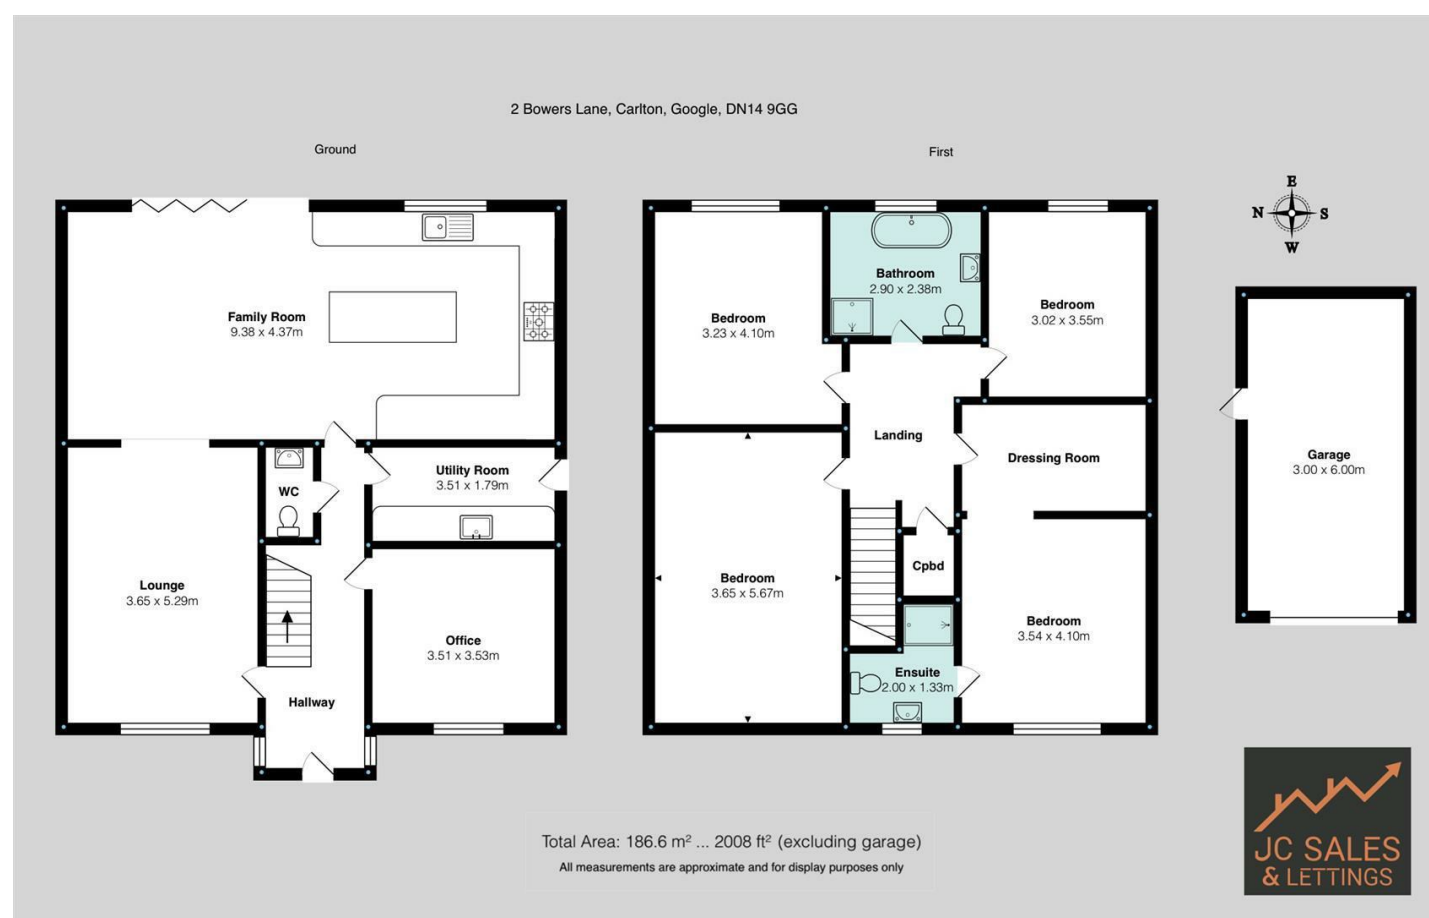 2 Bowers Lane, Carlton, Google, DN14 9GG
Ground
First
E
N
S
W
Family Room
9.38 x 4.37m
WC
Utility Room
3.51 x 1.79m
Lounge
3.65 x 5.29m
Office
3.51 x 3.53m
Hallway
Bedroom
3.23 x 4.10m
Bathroom
2.90 x 2.38m
Bedroom
3.02 x 3.55m
Landing
Dressing Room
Cpbd
Bedroom
3.65 x 5.67m
Bedroom
3.54 x 4.10m
Ensuite
2.00 x 1.33m
Garage
3.00 x 6.00m
Total Area: 186.6 m² ... 2008 ft² (excluding garage)
All measurements are approximate and for display purposes only
JC SALES
& LETTINGS